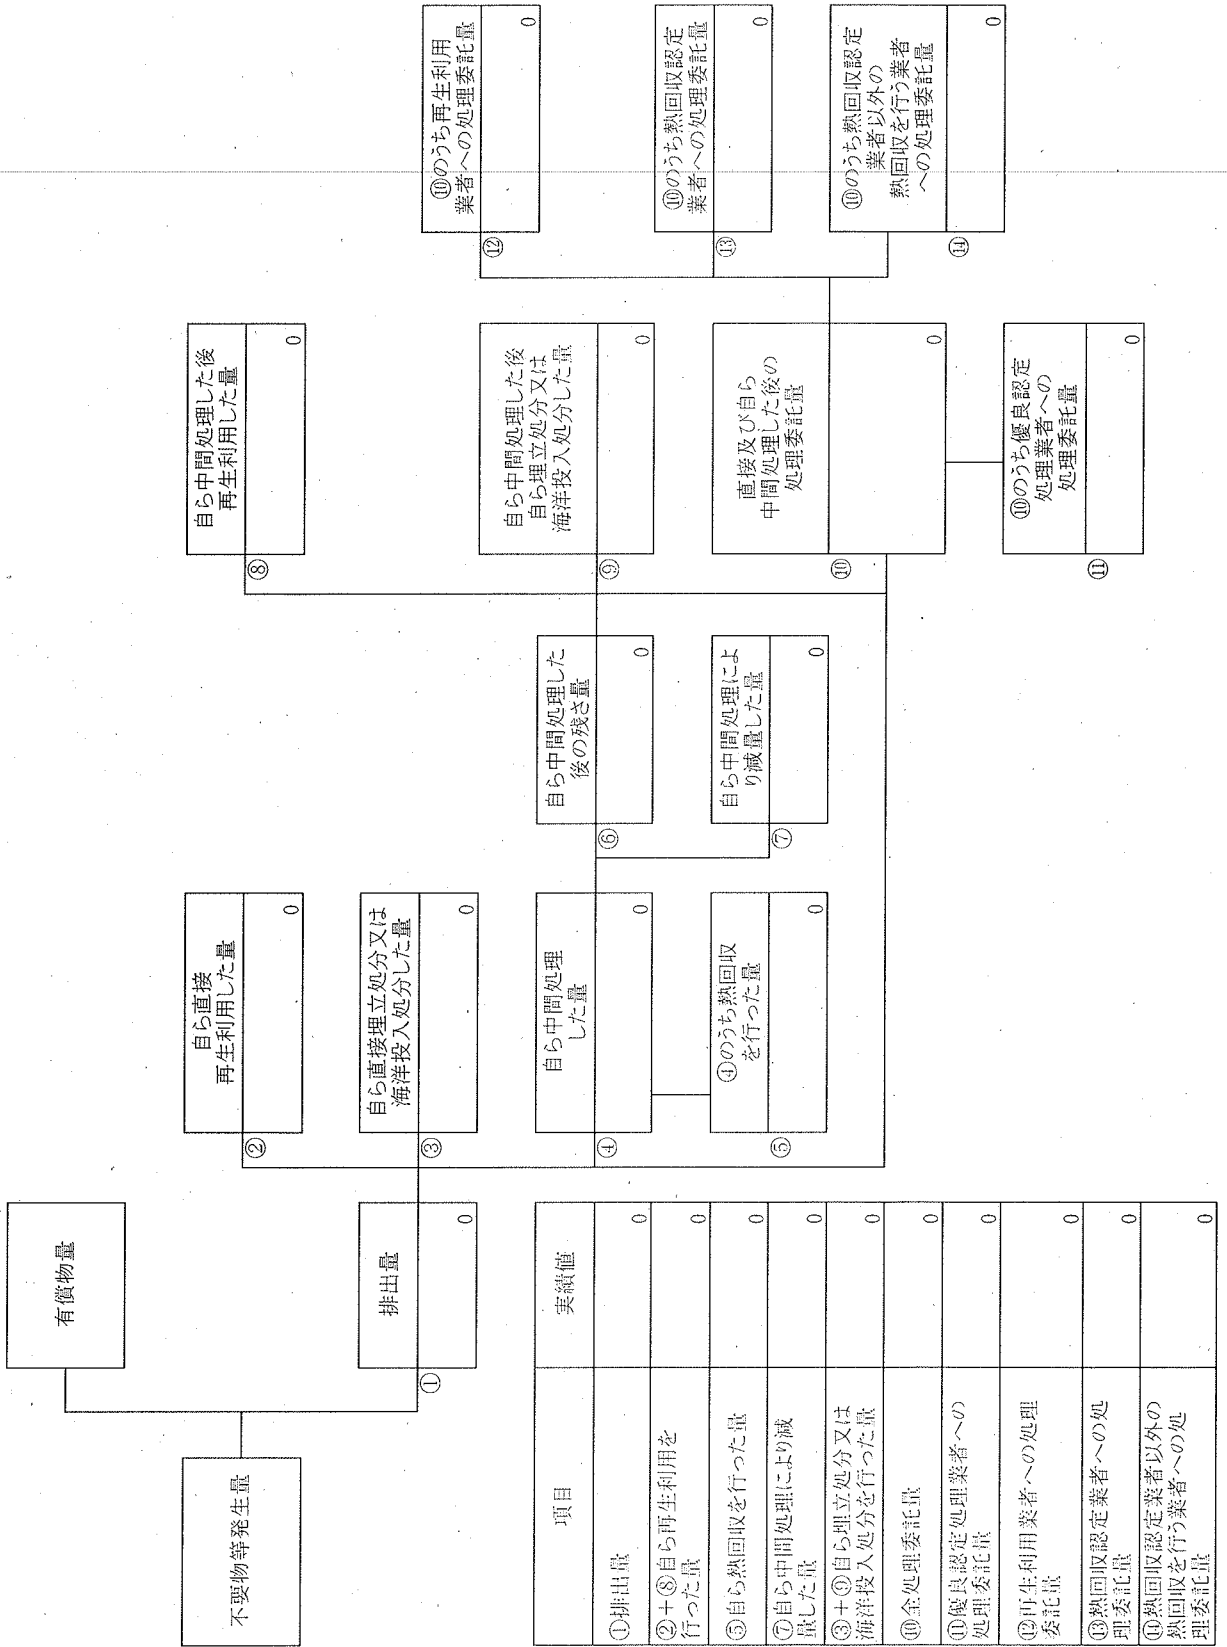 不要物等発生量
有償物量
①
排出量
0
②
自ら直接
再生利用した量
0
③
自ら直接埋立処分又は
海洋投入処分した量
0
④
自ら中間処理
した量
0
⑤
④のうち熱回収
を行った量
0
⑥
自ら中間処理した
後の残さ量
0
⑦
自ら中間処理によ
り減量した量
0
⑧
自ら中間処理した後
再生利用した量
0
⑨
自ら中間処理した後
自ら埋立処分又は
海洋投入処分した量
0
⑩
直接及び自ら
中間処理した後の
処理委託量
0
⑪
⑩のうち優良認定
処理業者への
処理委託量
0
⑫
⑩のうち再生利用
業者への処理委託量
0
⑬
⑩のうち熱回収認定
業者への処理委託量
0
⑭
⑩のうち熱回収認定
業者以外の
熱回収を行う業者
への処理委託量
0
項目 実績値
①排出量 0
②+⑧自ら再生利用を
行った量 0
⑤自ら熱回収を行った量 0
⑦自ら中間処理により減
量した量 0
③+⑨自ら埋立処分又は
海洋投入処分を行った量 0
⑩全処理委託量 0
⑪優良認定処理業者への
処理委託量 0
⑫再生利用業者への処理
委託量 0
⑬熱回収認定業者への処
理委託量 0
⑭熱回収認定業者以外の
熱回収を行う業者への処
理委託量 0